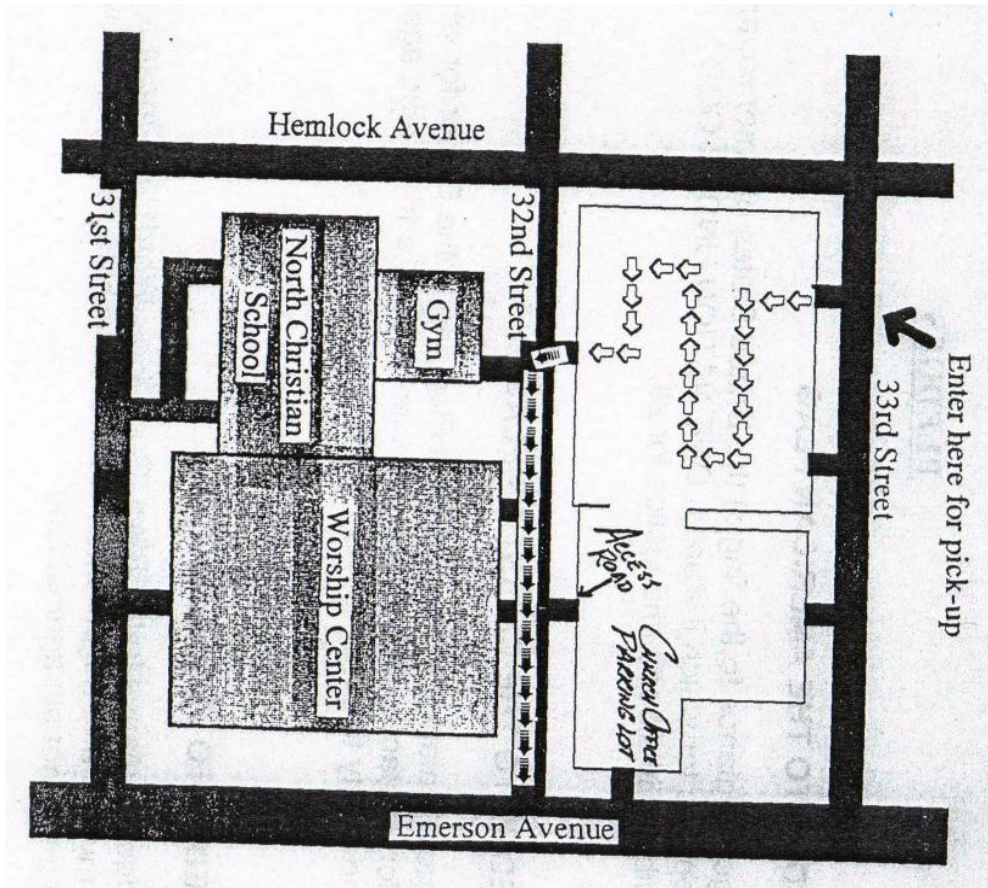 Hemlock Avenue
31st Street
32nd Street
33rd Street
Enter here for pick-up
North Christian
School
Gym
Worship Center
ACCESS
ROAD
CHURCH OFFICE
PARKING LOT
Emerson Avenue